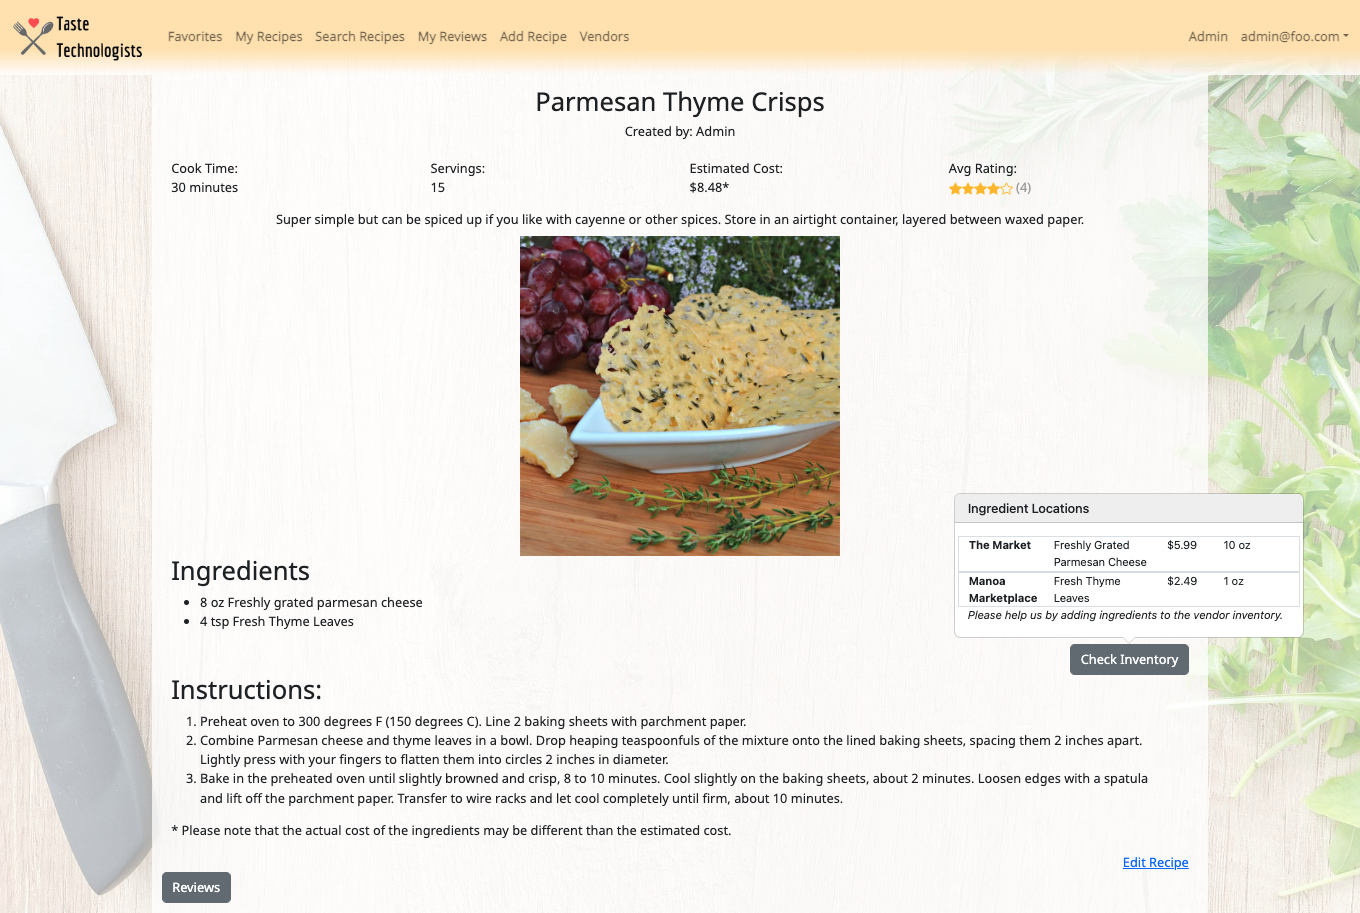 Taste
Technologists
Favorites My Recipes Search Recipes My Reviews Add Recipe Vendors Admin admin@foo.com
Parmesan Thyme Crisps
Created by: Admin
Cook Time: Servings: Estimated Cost: Avg Rating:
30 minutes 15 $8.48* (4)
Super simple but can be spiced up if you like with cayenne or other spices. Store in an airtight container, layered between waxed paper.
Ingredient Locations
The Market Freshly Grated $5.99 10 oz
Parmesan Cheese
Manoa Fresh Thyme $2.49 1 oz
Marketplace Leaves
Please help us by adding ingredients to the vendor inventory.
Ingredients
8 oz Freshly grated parmesan cheese
4 tsp Fresh Thyme Leaves
Check Inventory
Instructions:
1. Preheat oven to 300 degrees F (150 degrees C). Line 2 baking sheets with parchment paper.
2. Combine Parmesan cheese and thyme leaves in a bowl. Drop heaping teaspoonfuls of the mixture onto the lined baking sheets, spacing them 2 inches apart.
Lightly press with your fingers to flatten them into circles 2 inches in diameter.
3. Bake in the preheated oven until slightly browned and crisp, 8 to 10 minutes. Cool slightly on the baking sheets, about 2 minutes. Loosen edges with a spatula
and lift off the parchment paper. Transfer to wire racks and let cool completely until firm, about 10 minutes.
* Please note that the actual cost of the ingredients may be different than the estimated cost.
Edit Recipe
Reviews